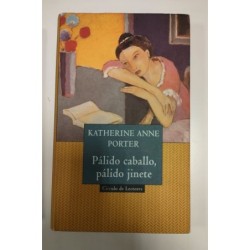 KATHERINE ANNE
PORTER
Pálido caballo,
pálido jinete
Círculo de Lectores